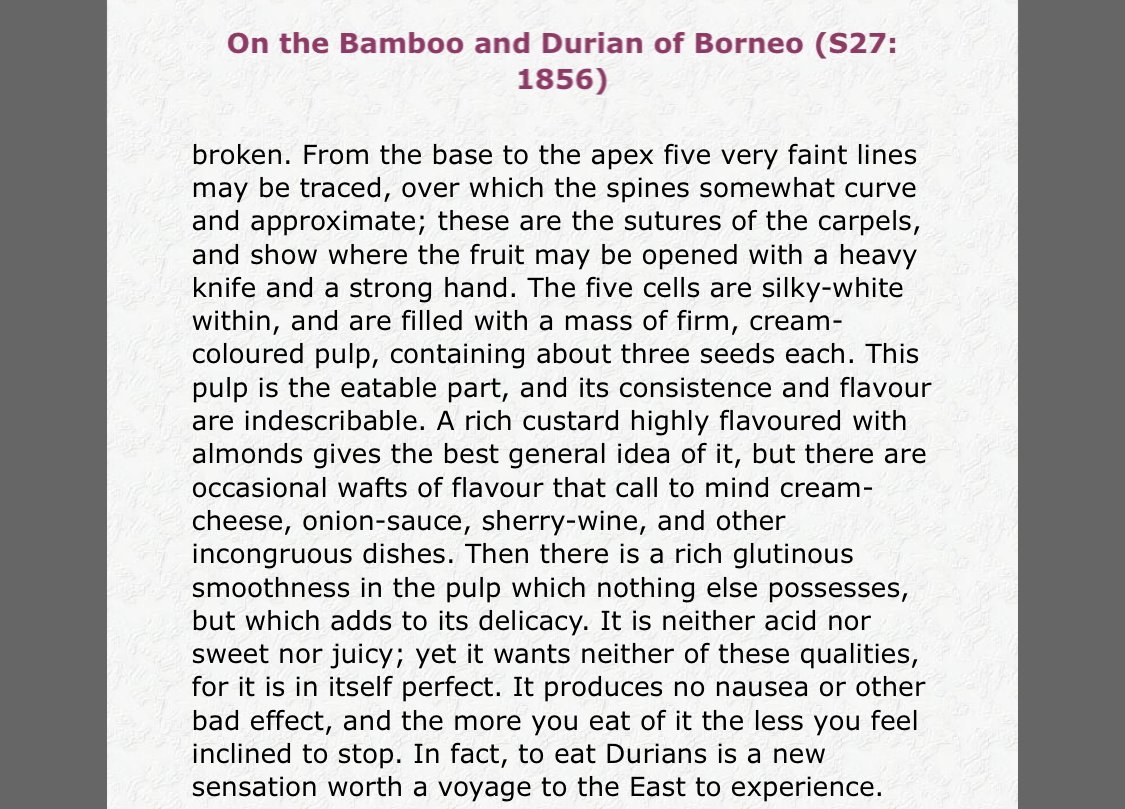 On the Bamboo and Durian of Borneo (S27:
1856)
broken. From the base to the apex five very faint lines
may be traced, over which the spines somewhat curve
and approximate; these are the sutures of the carpels,
and show where the fruit may be opened with a heavy
knife and a strong hand. The five cells are silky-white
within, and are filled with a mass of firm, cream-
coloured pulp, containing about three seeds each. This
pulp is the eatable part, and its consistence and flavour
are indescribable. A rich custard highly flavoured with
almonds gives the best general idea of it, but there are
occasional wafts of flavour that call to mind cream-
cheese, onion-sauce, sherry-wine, and other
incongruous dishes. Then there is a rich glutinous
smoothness in the pulp which nothing else possesses,
but which adds to its delicacy. It is neither acid nor
sweet nor juicy; yet it wants neither of these qualities,
for it is in itself perfect. It produces no nausea or other
bad effect, and the more you eat of it the less you feel
inclined to stop. In fact, to eat Durians is a new
sensation worth a voyage to the East to experience.